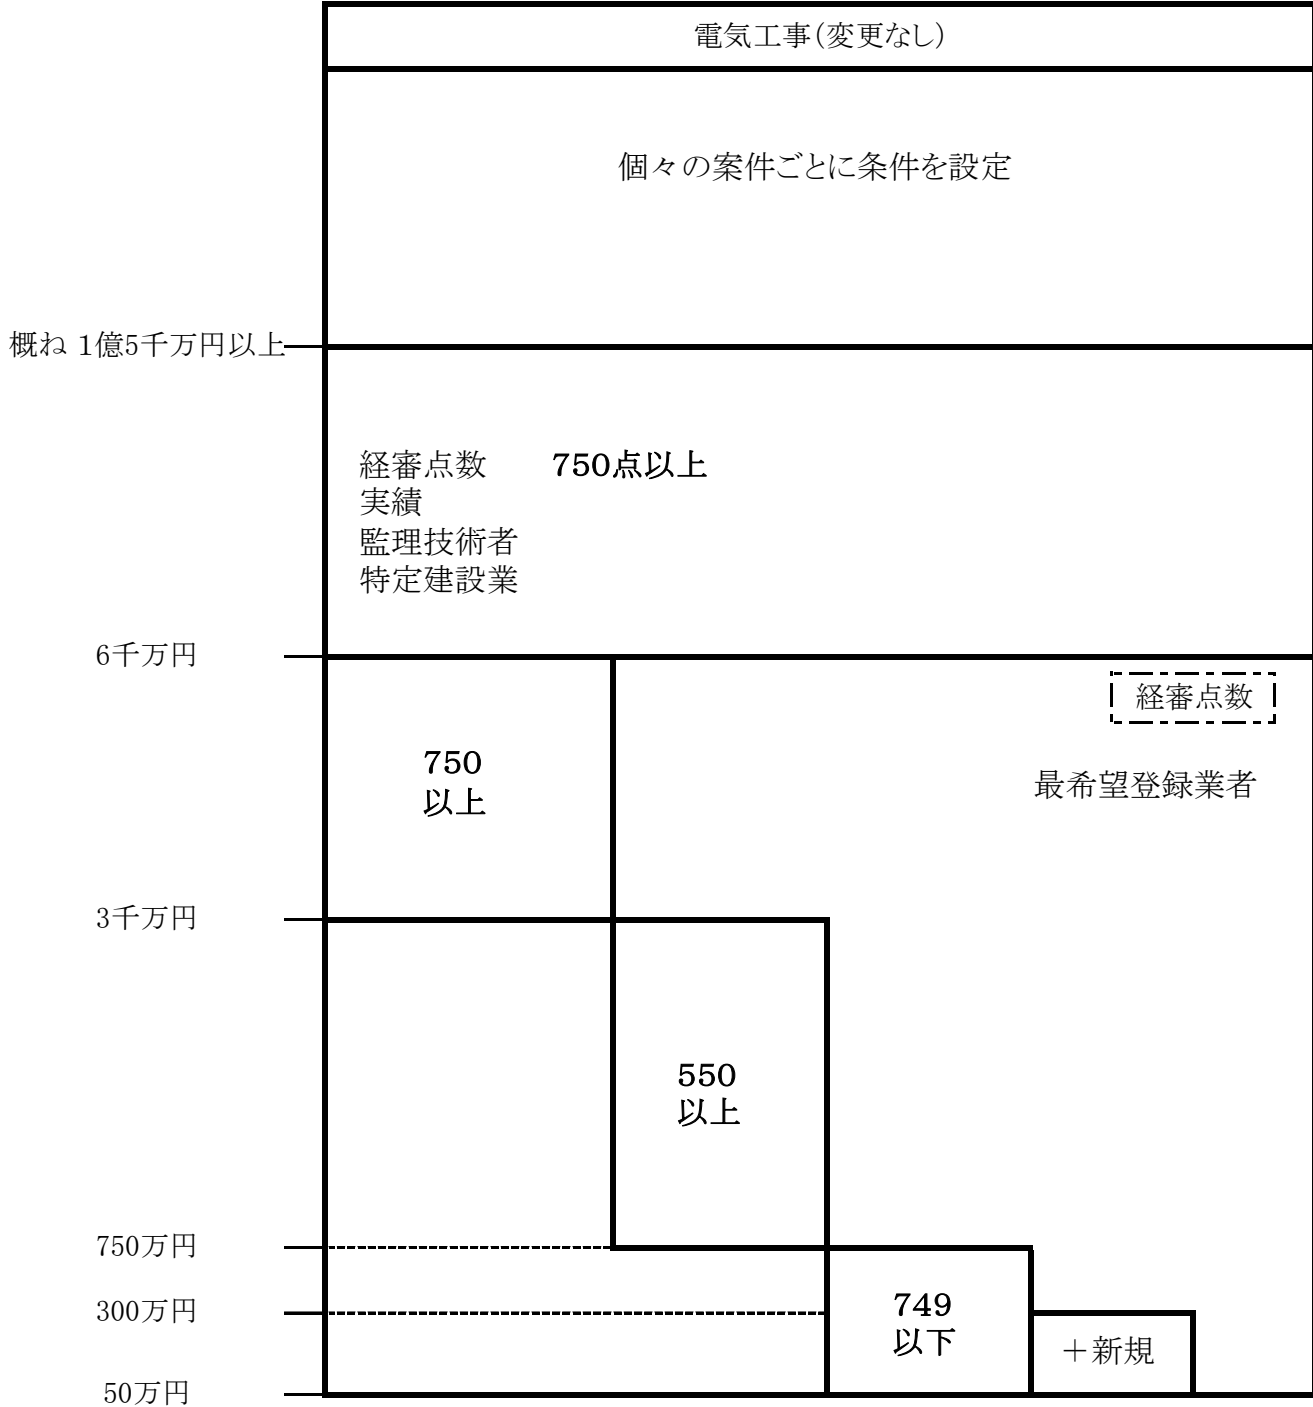 電気工事(変更なし)
個々の案件ごとに条件を設定
概ね 1億5千万円以上
経審点数 750点以上
実績
監理技術者
特定建設業
6千万円
経審点数
750
以上
最希望登録業者
3千万円
550
以上
750万円
300万円
749
以下
+新規
50万円